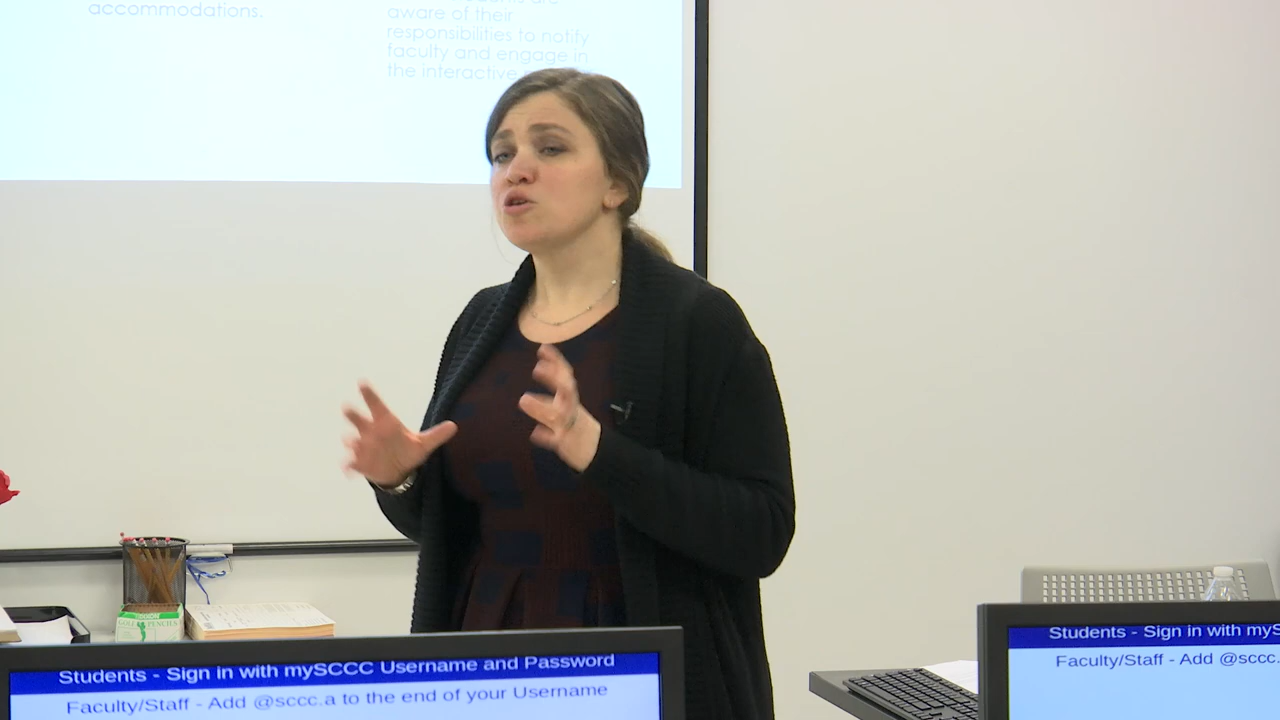 accommodations.
aware of their
responsibilities to notify
faculty and engage in
the interactive
GOLF PENCILS
Students - Sign in with mySCCC Username and Password
Faculty/Staff - Add @sccc.a to the end of your Username
Students - Sign in with myS
Faculty/Staff - Add @sccc.